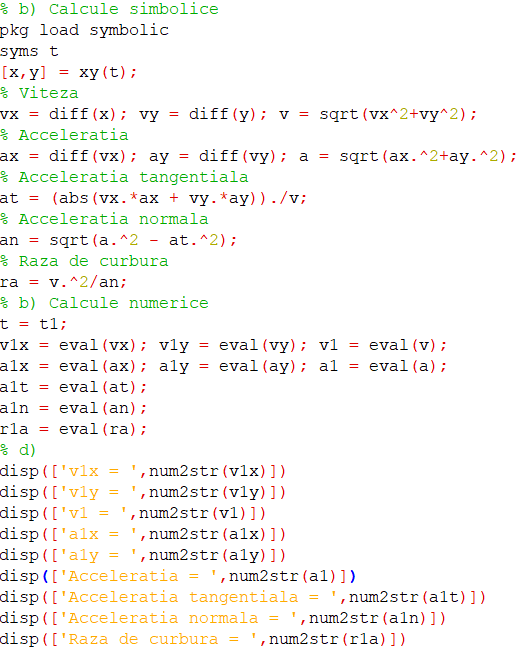 % b) Calcule simbolice
pkg load symbolic
syms t
[x,y] = xy(t);
% Viteza
vx = diff(x); vy = diff(y); v = sqrt(vx^2+vy^2);
% Acceleratia
ax = diff(vx); ay = diff(vy); a = sqrt(ax.^2+ay.^2);
% Acceleratia tangentiala
at = (abs(vx.*ax + vy.*ay))./v;
% Acceleratia normala
an = sqrt(a.^2 - at.^2);
% Raza de curbura
ra = v.^2/an;
% b) Calcule numerice
t = t1;
v1x = eval(vx); v1y = eval(vy); v1 = eval(v);
a1x = eval(ax); a1y = eval(ay); a1 = eval(a);
a1t = eval(at);
a1n = eval(an);
r1a = eval(ra);
% d)
disp(['v1x = ',num2str(v1x)])
disp(['v1y = ',num2str(v1y)])
disp(['v1 = ',num2str(v1)])
disp(['a1x = ',num2str(a1x)])
disp(['a1y = ',num2str(a1y)])
disp(['Acceleratia = ',num2str(a1)])
disp(['Acceleratia tangentiala = ',num2str(a1t)])
disp(['Acceleratia normala = ',num2str(a1n)])
disp(['Raza de curbura = ',num2str(r1a)])